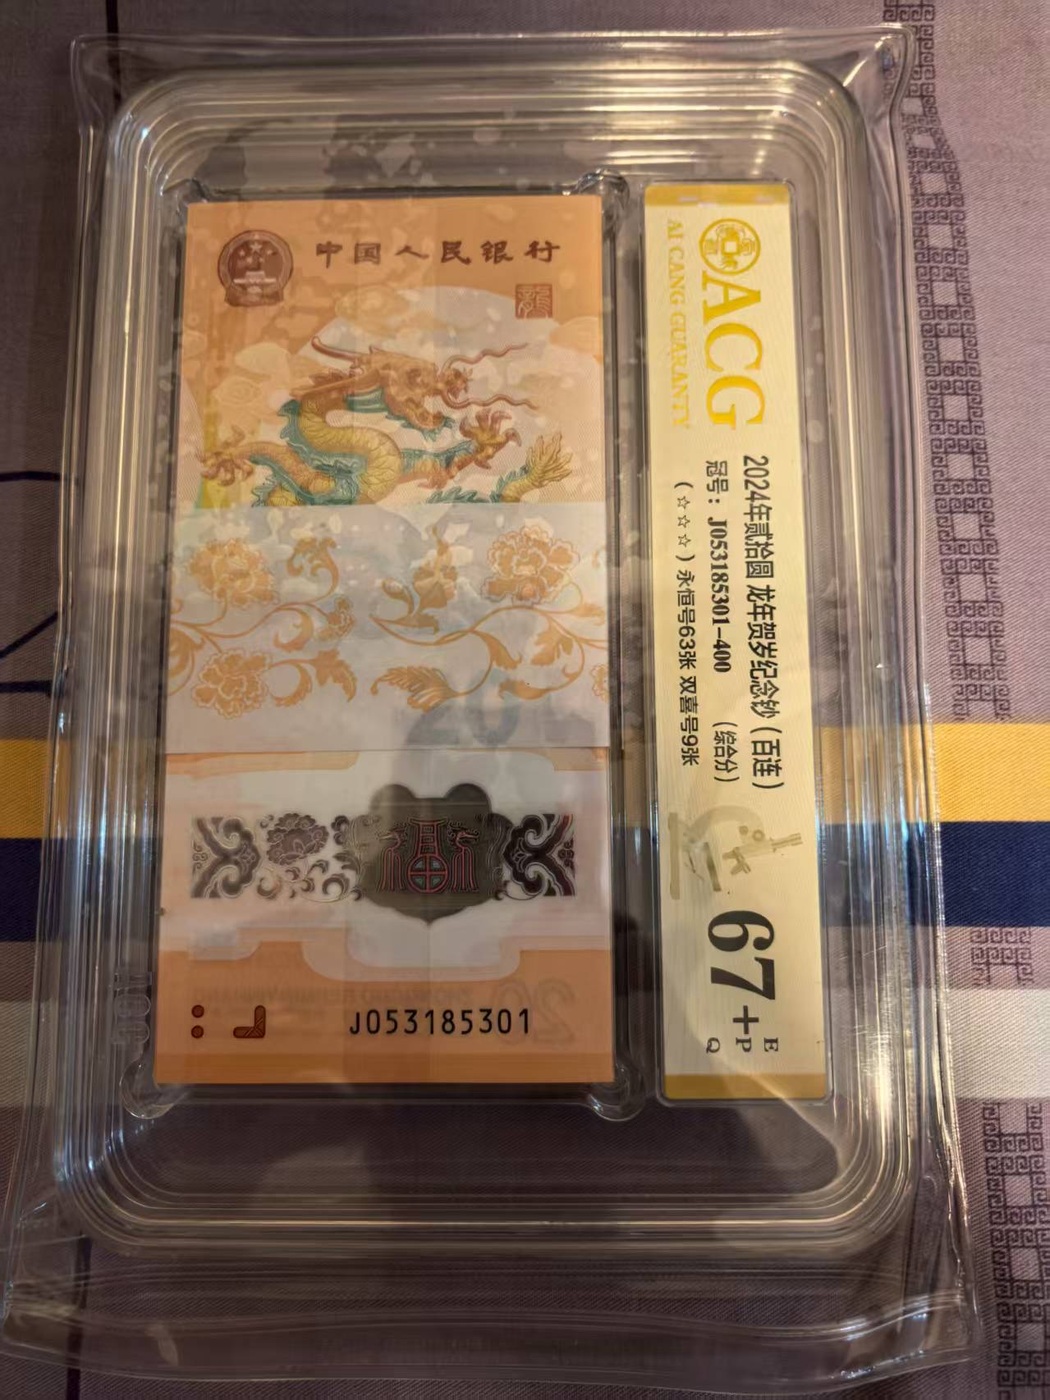 中国人民银行
J053185301
ACG
AI CANG GUARANTY
2024年贰拾圆 龙年贺岁纪念钞（百连）
冠号：J053185301-400 （综合分）
（☆☆☆）永恒号63张 双喜号9张
67+
E
P
Q